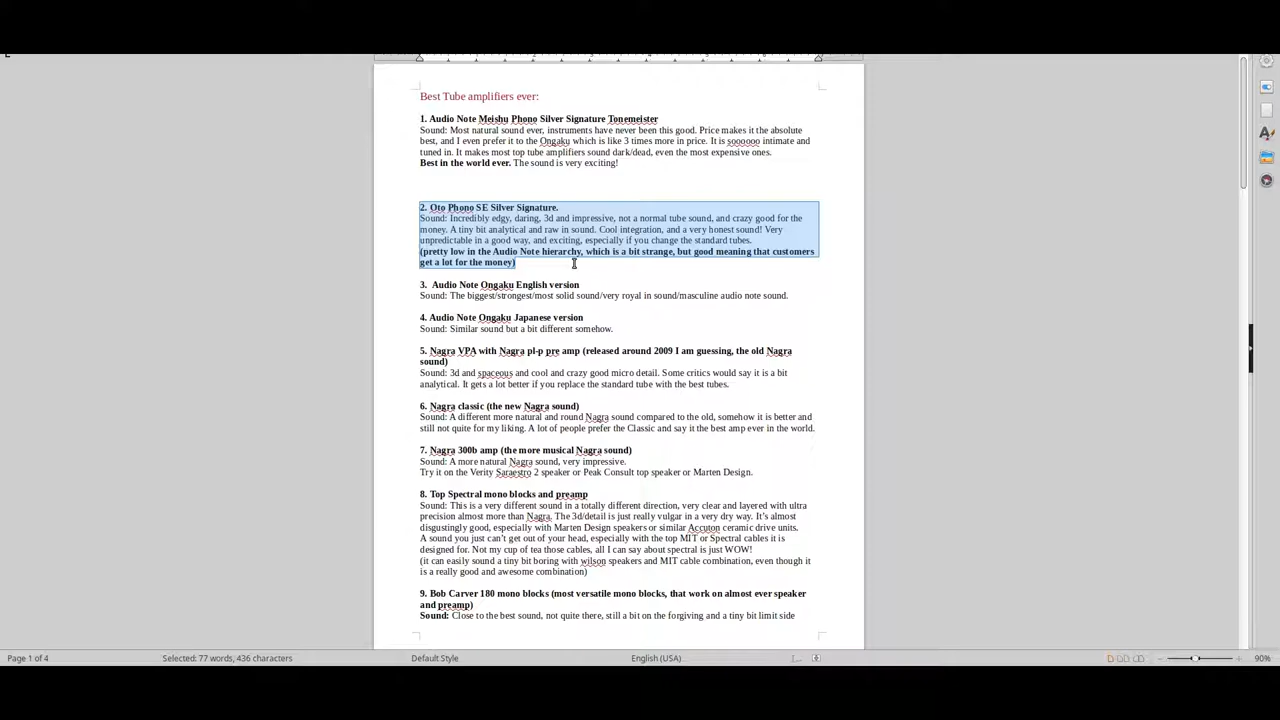 Best Tube amplifiers ever:
1. Audio Note Meishu Phono Silver Signature Tonemeister
Sound: Most natural sound ever, instruments have never been this good. Price makes it the absolute
best, and I even prefer it to the Ongaku which is like 3 times more in price. It is soooooo intimate and
tuned in. It makes most top tube amplifiers sound dark/dead, even the most expensive ones.
Best in the world ever. The sound is very exciting!
2. Oto Phono SE Silver Signature.
Sound: Incredibly edgy, daring, 3d and impressive, not a normal tube sound, and crazy good for the
money. A tiny bit analytical and raw in sound. Cool integration, and a very honest sound! Very
unpredictable in a good way, and exciting, especially if you change the standard tubes.
(pretty low in the Audio Note hierarchy, which is a bit strange, but good meaning that customers
get a lot for the money)
3.  Audio Note Ongaku English version
Sound: The biggest/strongest/most solid sound/very royal in sound/masculine audio note sound.
4. Audio Note Ongaku Japanese version
Sound: Similar sound but a bit different somehow.
5. Nagra VPA with Nagra pl-p pre amp (released around 2009 I am guessing, the old Nagra
sound)
Sound: 3d and spaceous and cool and crazy good micro detail. Some critics would say it is a bit
analytical. It gets a lot better if you replace the standard tube with the best tubes.
6. Nagra classic (the new Nagra sound)
Sound: A different more natural and round Nagra sound compared to the old, somehow it is better and
still not quite for my liking. A lot of people prefer the Classic and say it the best amp ever in the world.
7. Nagra 300b amp (the more musical Nagra sound)
Sound: A more natural Nagra sound, very impressive.
Try it on the Verity Saraestro 2 speaker or Peak Consult top speaker or Marten Design.
8. Top Spectral mono blocks and preamp
Sound: This is a very different sound in a totally different direction, very clear and layered with ultra
precision almost more than Nagra. The 3d/detail is just really vulgar in a very dry way. It's almost
disgustingly good, especially with Marten Design speakers or similar Accuton ceramic drive units.
A sound you just can't get out of your head, especially with the top MIT or Spectral cables it is
designed for. Not my cup of tea those cables, all I can say about spectral is just WOW!
(it can easily sound a tiny bit boring with wilson speakers and MIT cable combination, even though it
is a really good and awesome combination)
9. Bob Carver 180 mono blocks (most versatile mono blocks, that work on almost ever speaker
and preamp)
Sound: Close to the best sound, not quite there, still a bit on the forgiving and a tiny bit limit side
Page 1 of 4 Selected: 77 words, 436 characters Default Style English (USA) 90%